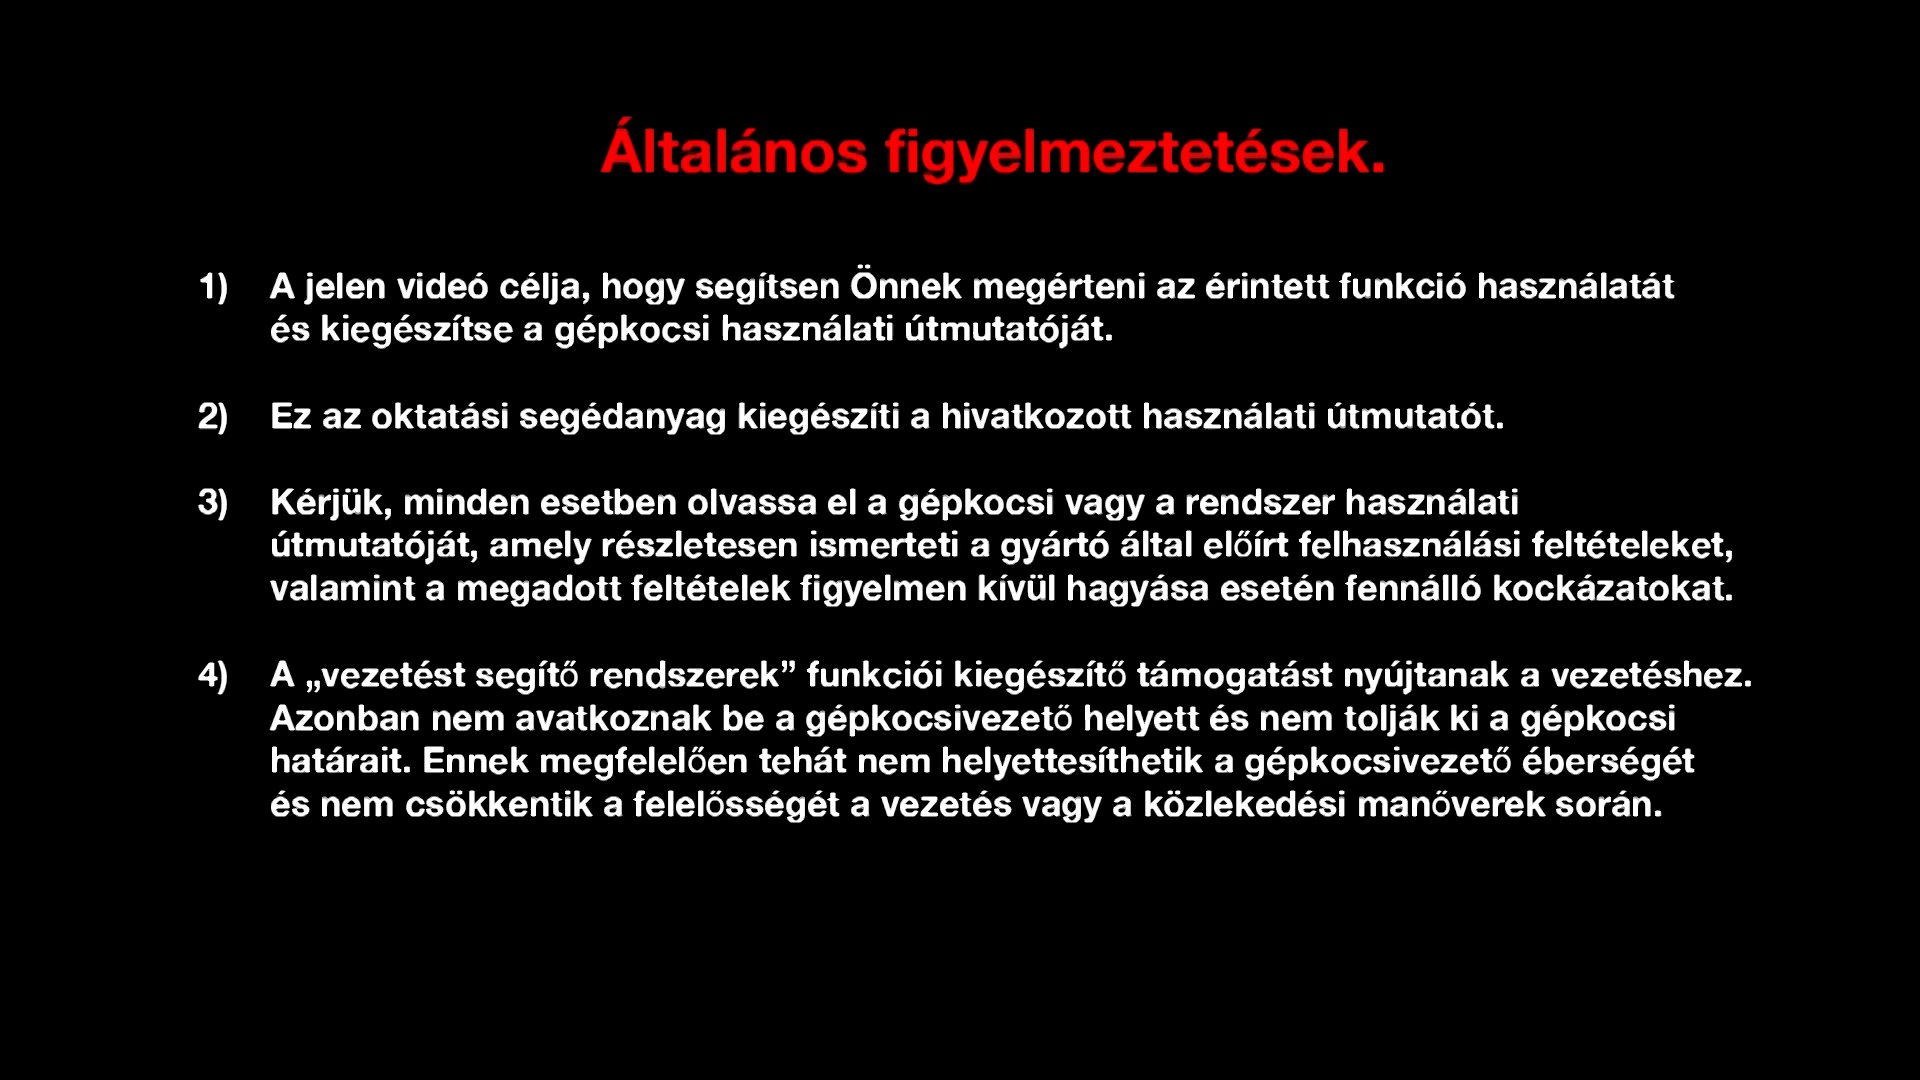 Általános figyelmeztetések.
1) A jelen videó célja, hogy segítsen Önnek megérteni az érintett funkció használatát
és kiegészítse a gépkocsi használati útmutatóját.
2) Ez az oktatási segédanyag kiegészíti a hivatkozott használati útmutatót.
3) Kérjük, minden esetben olvassa el a gépkocsi vagy a rendszer használati
útmutatóját, amely részletesen ismerteti a gyártó által előírt felhasználási feltételeket,
valamint a megadott feltételek figyelmen kívül hagyása esetén fennálló kockázatokat.
4) A „vezetést segítő rendszerek” funkciói kiegészítő támogatást nyújtanak a vezetéshez.
Azonban nem avatkoznak be a gépkocsivezető helyett és nem tolják ki a gépkocsi
határait. Ennek megfelelően tehát nem helyettesíthetik a gépkocsivezető éberségét
és nem csökkentik a felelősségét a vezetés vagy a közlekedési manőverek során.